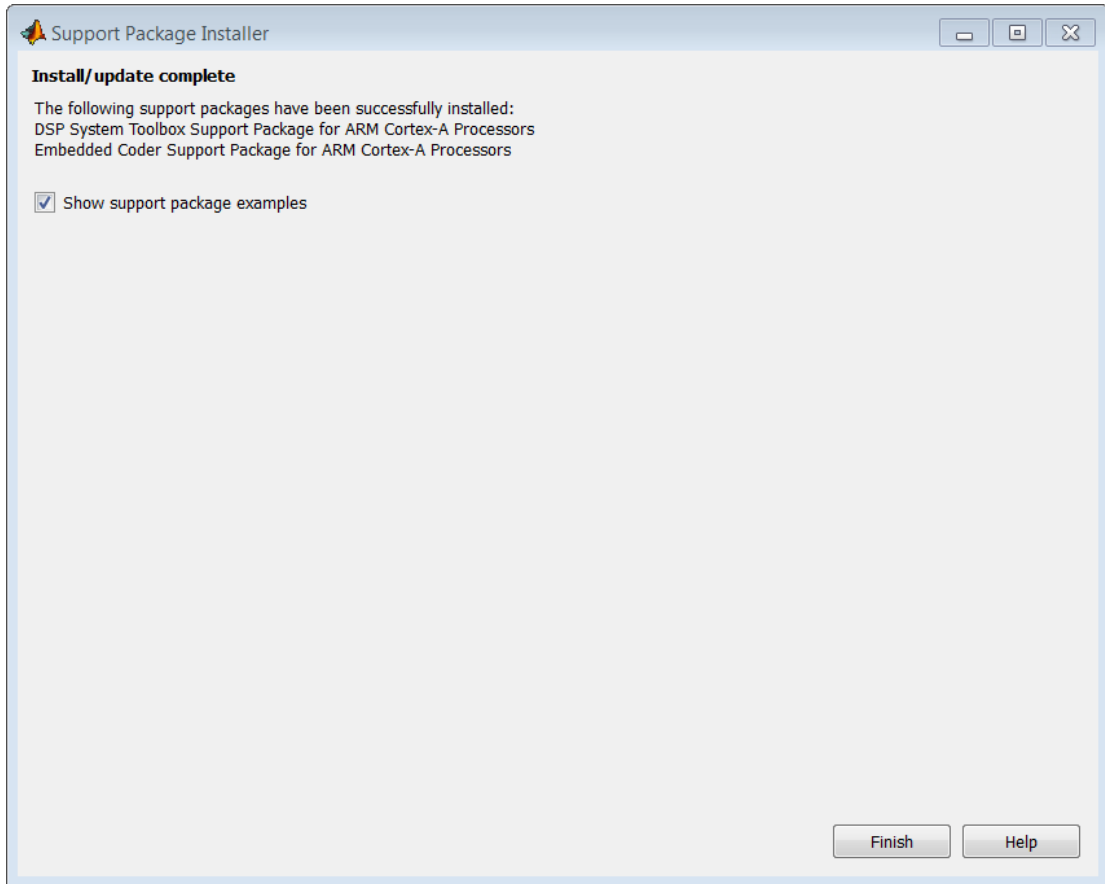 Support Package Installer
Install/update complete
The following support packages have been successfully installed:
DSP System Toolbox Support Package for ARM Cortex-A Processors
Embedded Coder Support Package for ARM Cortex-A Processors
Show support package examples
Finish Help